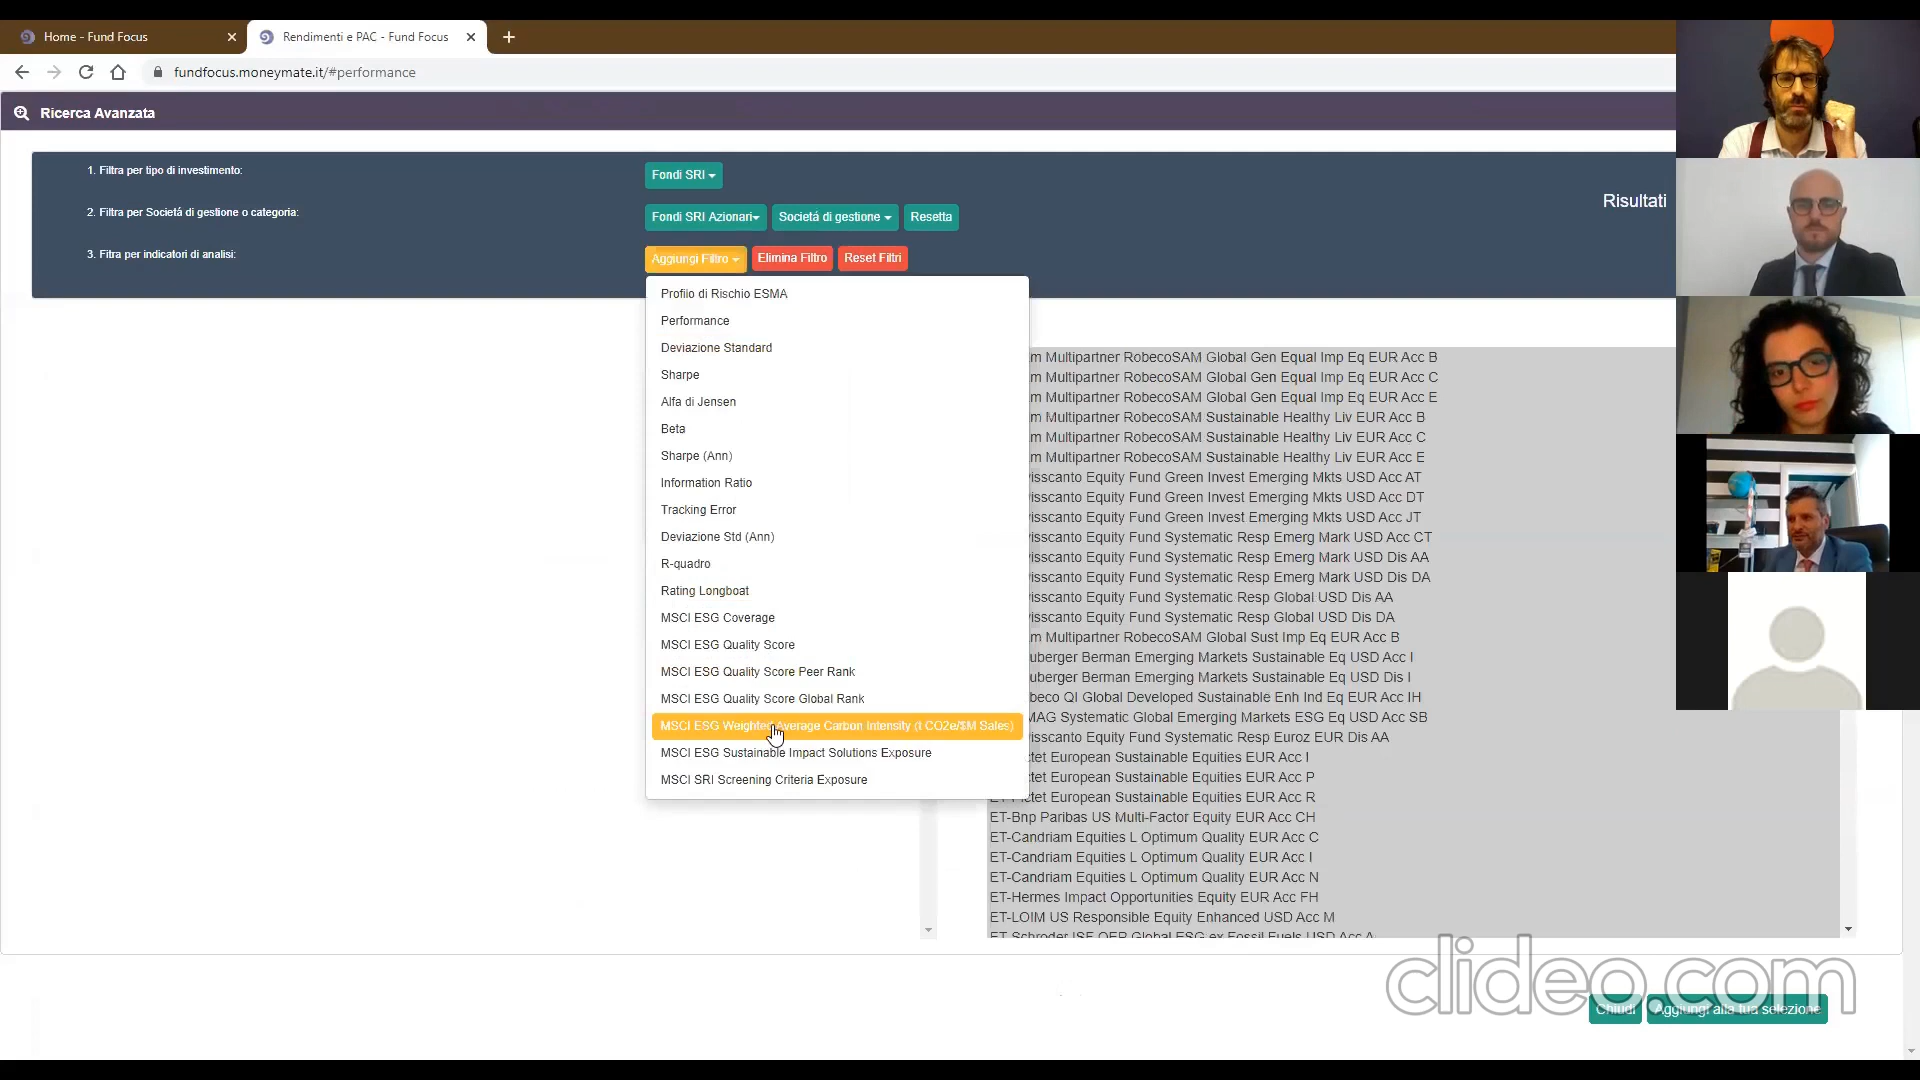 Home - Fund Focus
Rendimenti e PAC - Fund Focus
fundfocus.moneymate.it/#performance
Ricerca Avanzata
1. Filtra per tipo di investimento:
Fondi SRI
2. Filtra per Societá di gestione o categoria:
Fondi SRI Azionari
Societá di gestione
Resetta
3. Fitra per indicatori di analisi:
Aggiungi Filtro
Elimina Filtro
Reset Filtri
Risultati
Profilo di Rischio ESMA
Performance
Deviazione Standard
Sharpe
Alfa di Jensen
Beta
Sharpe (Ann)
Information Ratio
Tracking Error
Deviazione Std (Ann)
R-quadro
Rating Longboat
MSCI ESG Coverage
MSCI ESG Quality Score
MSCI ESG Quality Score Peer Rank
MSCI ESG Quality Score Global Rank
MSCI ESG Weighted Average Carbon Intensity (t CO2e/$M Sales)
MSCI ESG Sustainable Impact Solutions Exposure
MSCI SRI Screening Criteria Exposure
Multipartner RobecoSAM Global Gen Equal Imp Eq EUR Acc B
Multipartner RobecoSAM Global Gen Equal Imp Eq EUR Acc C
Multipartner RobecoSAM Global Gen Equal Imp Eq EUR Acc E
Multipartner RobecoSAM Sustainable Healthy Liv EUR Acc B
Multipartner RobecoSAM Sustainable Healthy Liv EUR Acc C
Multipartner RobecoSAM Sustainable Healthy Liv EUR Acc E
Equity Fund Green Invest Emerging Mkts USD Acc AT
Equity Fund Green Invest Emerging Mkts USD Acc DT
Equity Fund Green Invest Emerging Mkts USD Acc JT
Equity Fund Systematic Resp Emerg Mark USD Acc CT
Equity Fund Systematic Resp Emerg Mark USD Dis AA
Equity Fund Systematic Resp Emerg Mark USD Dis DA
Equity Fund Systematic Resp Global USD Dis AA
Equity Fund Systematic Resp Global USD Dis DA
Multipartner RobecoSAM Global Sust Imp Eq EUR Acc B
Berman Emerging Markets Sustainable Eq USD Acc I
Berman Emerging Markets Sustainable Eq USD Dis I
QI Global Developed Sustainable Enh Ind Eq EUR Acc IH
Systematic Global Emerging Markets ESG Eq USD Acc SB
Equity Fund Systematic Resp Euroz EUR Dis AA
European Sustainable Equities EUR Acc I
European Sustainable Equities EUR Acc P
ET-Pictet European Sustainable Equities EUR Acc R
ET-Bnp Paribas US Multi-Factor Equity EUR Acc CH
ET-Candriam Equities L Optimum Quality EUR Acc C
ET-Candriam Equities L Optimum Quality EUR Acc I
ET-Candriam Equities L Optimum Quality EUR Acc N
ET-Hermes Impact Opportunities Equity EUR Acc FH
ET-LOIM US Responsible Equity Enhanced USD Acc M
ET-Schroder ISF QEP Global ESG ex Fossil Fuels USD Acc A
clideo.com
Chiudi
Aggiungi alla tua selezione